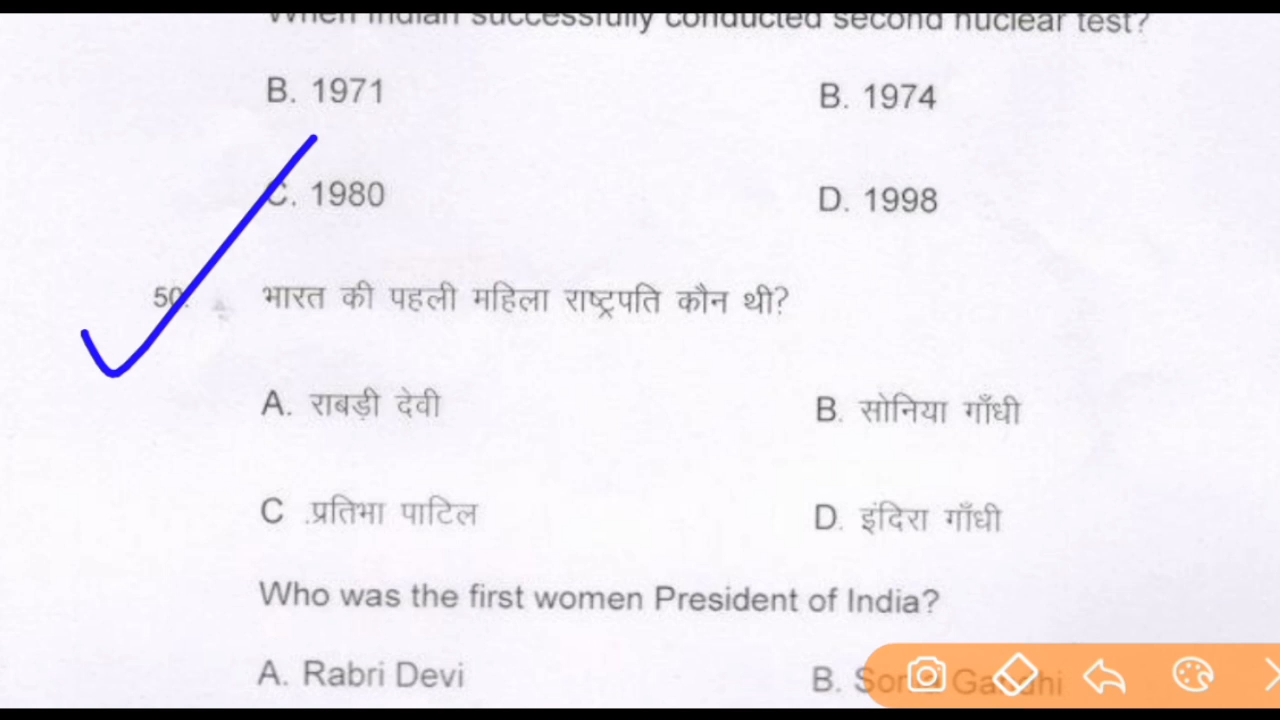 When Indian successfully conducted second nuclear test?
B. 1971 B. 1974
C. 1980 D. 1998
50. भारत की पहली महिला राष्ट्रपति कौन थी?
A. राबड़ी देवी B. सोनिया गाँधी
C .प्रतिभा पाटिल D. इंदिरा गाँधी
Who was the first women President of India?
A. Rabri Devi B. Sonia Gandhi